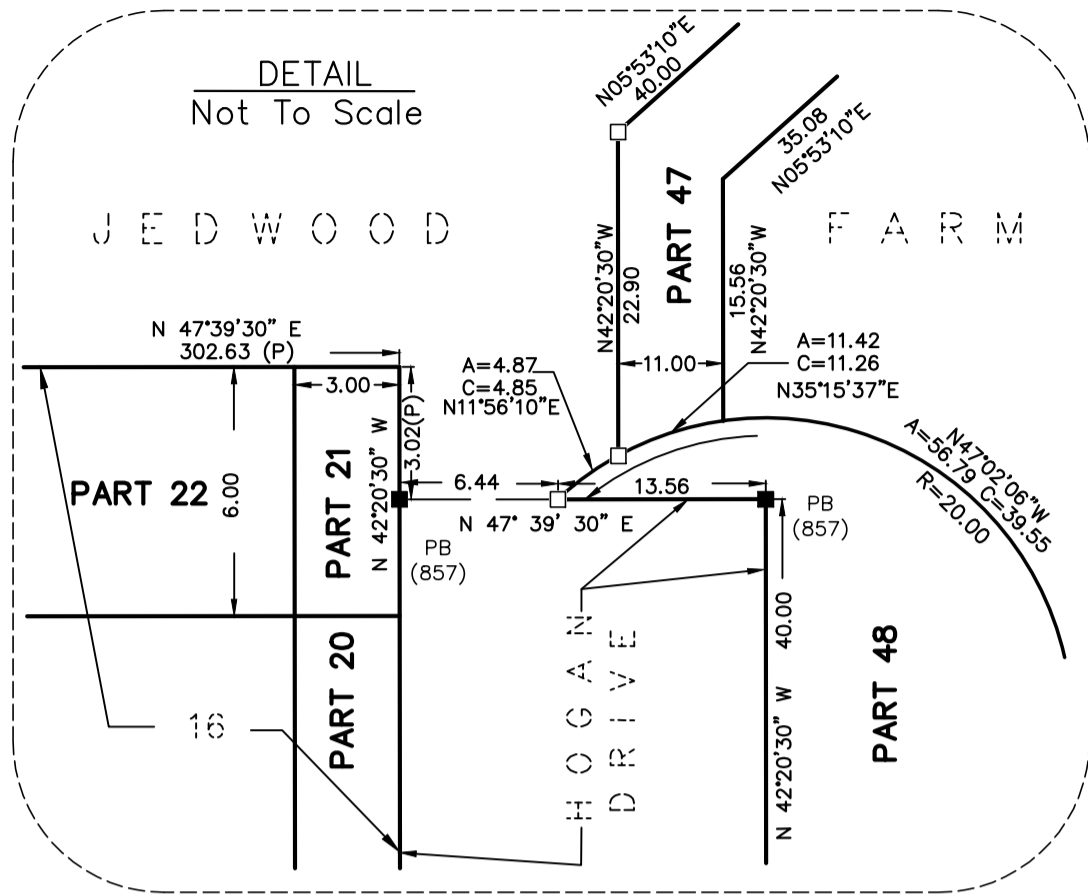 DETAIL
Not To Scale
N05°53'10"E
40.00
35.08
N05°53'10"E
JEDWOOD
FARM
PART 47
N42°20'30"W
22.90
15.56
N42°20'30"W
11.00
N 47°39'30" E
302.63 (P)
3.00
3.02(P)
A=4.87
C=4.85
N11°56'10"E
A=11.42
C=11.26
N35°15'37"E
N47°02'06"W
A=56.79 C=39.55
R=20.00
PART 22
6.00
PART 21
N 42°20'30" W
6.44
13.56
N 47° 39' 30" E
PB
(857)
PB
(857)
PART 20
16
HOGAN
DRIVE
N 42°20'30" W 40.00
PART 48